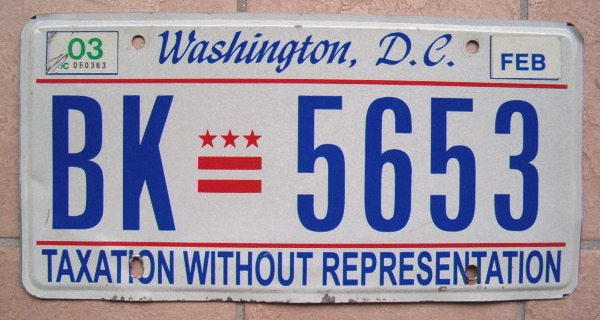 03
C 050363
Washington, D.C.
FEB
BK 5653
TAXATION WITHOUT REPRESENTATION